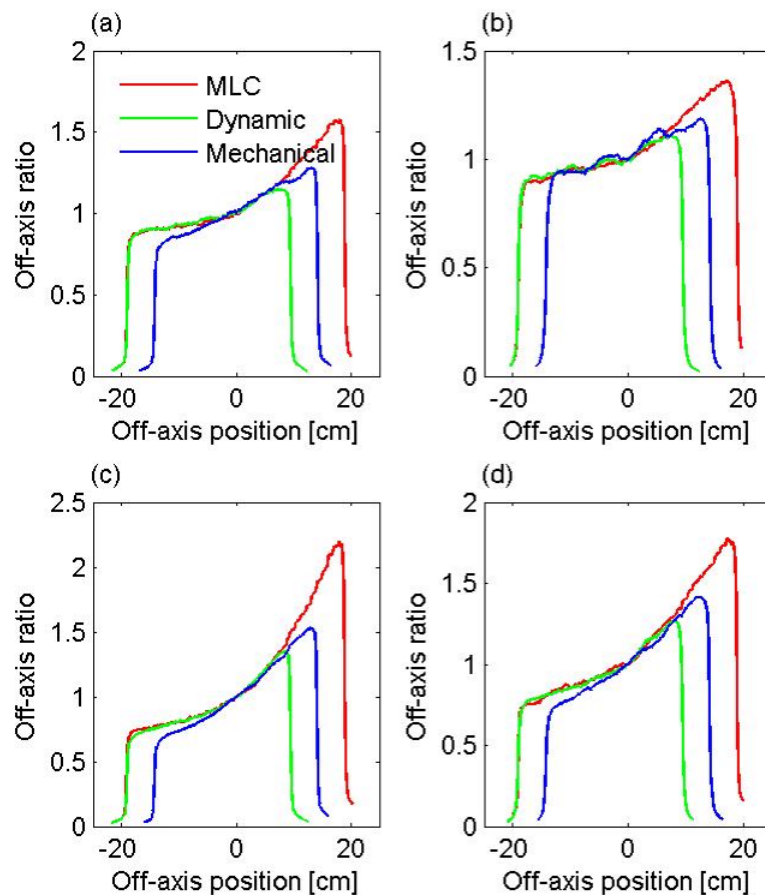 (a)
2
1.5
1
0.5
0
-20 0 20
Off-axis ratio
Off-axis position [cm]
MLC
Dynamic
Mechanical
(b)
1.5
1
0.5
0
-20 0 20
Off-axis ratio
Off-axis position [cm]
(c)
2.5
2
1.5
1
0.5
0
-20 0 20
Off-axis ratio
Off-axis position [cm]
(d)
2
1.5
1
0.5
0
-20 0 20
Off-axis ratio
Off-axis position [cm]